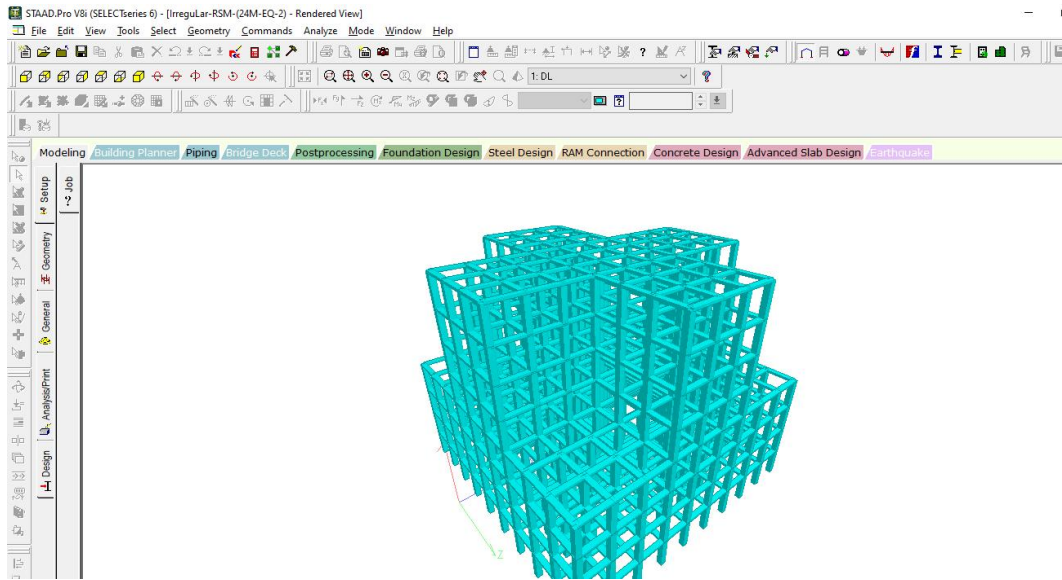 STAAD.Pro V8i (SELECTseries 6) - [IrreguLar-RSM-(24M-EQ-2) - Rendered View]
File Edit View Tools Select Geometry Commands Analyze Mode Window Help
1: DL
Modeling Building Planner Piping Bridge Deck Postprocessing Foundation Design Steel Design RAM Connection Concrete Design Advanced Slab Design Earthquake
Setup
Job
Geometry
General
Analysis/Print
Design
Z